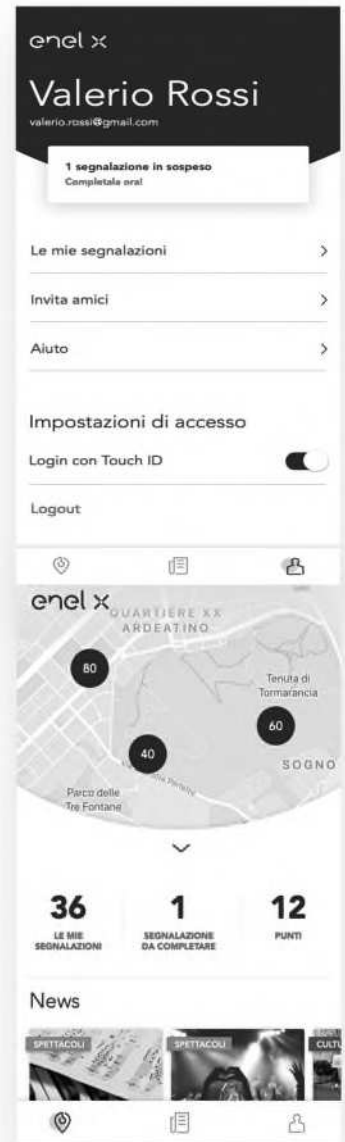 enel x
Valerio Rossi
valerio.rossi@gmail.com
1 segnalazione in sospeso
Completala ora!
Le mie segnalazioni
Invita amici
Aiuto
Impostazioni di accesso
Login con Touch ID
Logout
enel x
QUARTIERE XX
ARDEATINO
80
Tenuta di
Tormarancia
60
40
SOGNO
Parco delle
Tre Fontane
36
LE MIE
SEGNALAZIONI
1
SEGNALAZIONE
DA COMPLETARE
12
PUNTI
News
SPETTACOLI
SPETTACOLI
CULTU